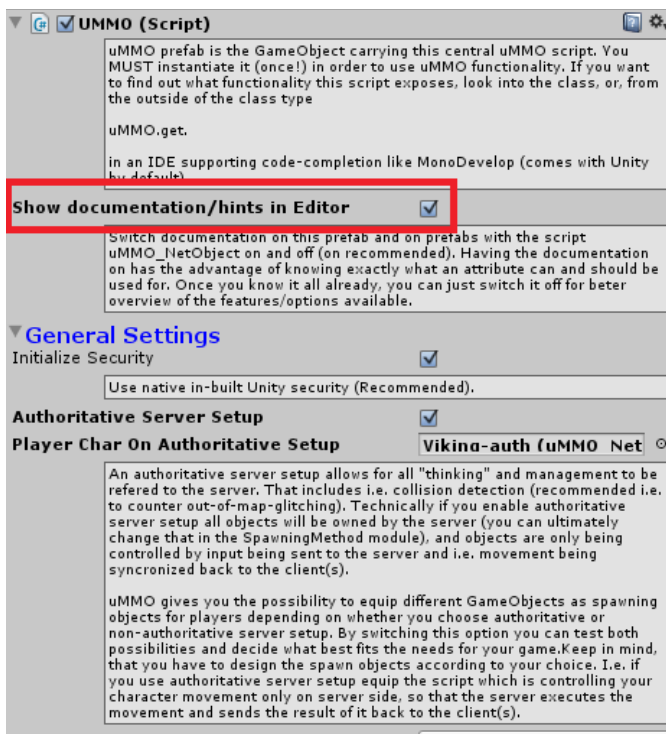 UMMO (Script)
uMMO prefab is the GameObject carrying this central uMMO script. You
MUST instantiate it (once!) in order to use uMMO functionality. If you want
to find out what functionality this script exposes, look into the class, or, from
the outside of the class type
uMMO.get.
in an IDE supporting code-completion like MonoDevelop (comes with Unity
by default)
Show documentation/hints in Editor
Switch documentation on this prefab and on prefabs with the script
uMMO_NetObject on and off (on recommended). Having the documentation
on has the advantage of knowing exactly what an attribute can and should be
used for. Once you know it all already, you can just switch it off for beter
overview of the features/options available.
General Settings
Initialize Security
Use native in-built Unity security (Recommended).
Authoritative Server Setup
Player Char On Authoritative Setup Viking-auth (uMMO_Net
An authoritative server setup allows for all "thinking" and management to be
refered to the server. That includes i.e. collision detection (recommended i.e.
to counter out-of-map-glitching). Technically if you enable authoritative
server setup all objects will be owned by the server (you can ultimately
change that in the SpawningMethod module), and objects are only being
controlled by input being sent to the server and i.e. movement being
syncronized back to the client(s).
uMMO gives you the possibility to equip different GameObjects as spawning
objects for players depending on whether you choose authoritative or
non-authoritative server setup. By switching this option you can test both
possibilities and decide what best fits the needs for your game.Keep in mind,
that you have to design the spawn objects according to your choice. I.e. if
you use authoritative server setup equip the script which is controlling your
character movement only on server side, so that the server executes the
movement and sends the result of it back to the client(s).